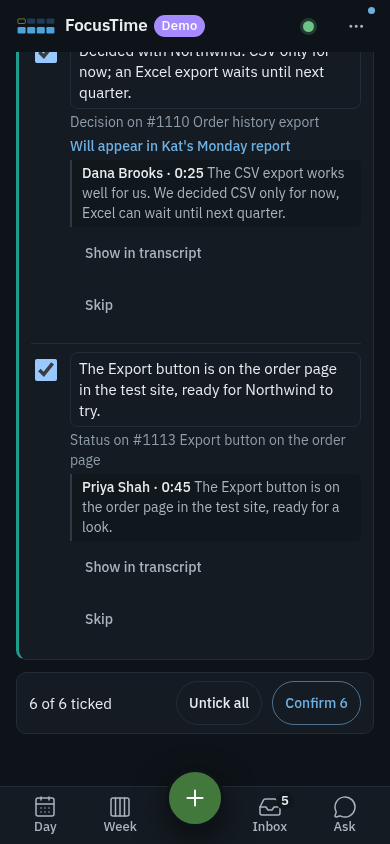 FocusTime Demo
Decided with Northwind: CSV only for
now; an Excel export waits until next
quarter.
Decision on #1110 Order history export
Will appear in Kat's Monday report
Dana Brooks · 0:25 The CSV export works
well for us. We decided CSV only for now,
Excel can wait until next quarter.
Show in transcript
Skip
The Export button is on the order page
in the test site, ready for Northwind to
try.
Status on #1113 Export button on the order
page
Priya Shah · 0:45 The Export button is on
the order page in the test site, ready for a
look.
Show in transcript
Skip
6 of 6 ticked
Untick all
Confirm 6
Day
Week
Inbox 5
Ask